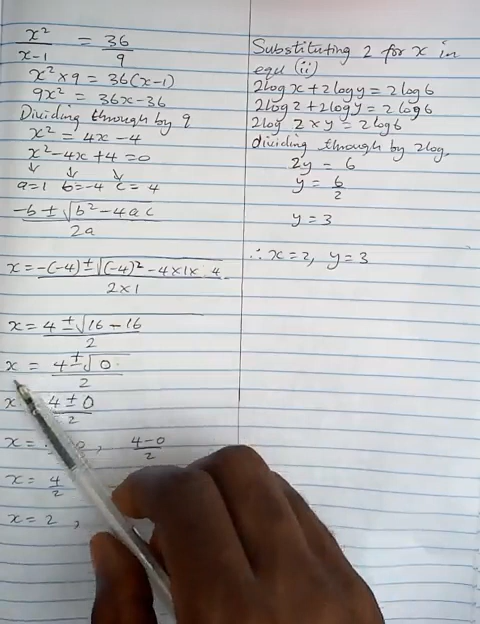 x²/x-1 = 36/9
x² × 9 = 36(x-1)
9x² = 36x-36
Dividing through by 9
x² = 4x - 4
x² - 4x + 4 = 0
a=1 b=-4 c = 4
-b ± √b² - 4ac / 2a
x = -(-4) ± √(-4)² - 4×1×4 / 2×1
x = 4 ± √16 - 16 / 2
x = 4 ± √0 / 2
x 4 ± 0 / 2
x = , 4-0 / 2
x = 4/2
x = 2,
Substituting 2 for x in
equ (ii)
2log x + 2log y = 2log 6
2log 2 + 2log y = 2log 6
2log 2 × y = 2log 6
dividing through by 2log,
2y = 6
y = 6/2
y = 3
∴ x = 2, y = 3